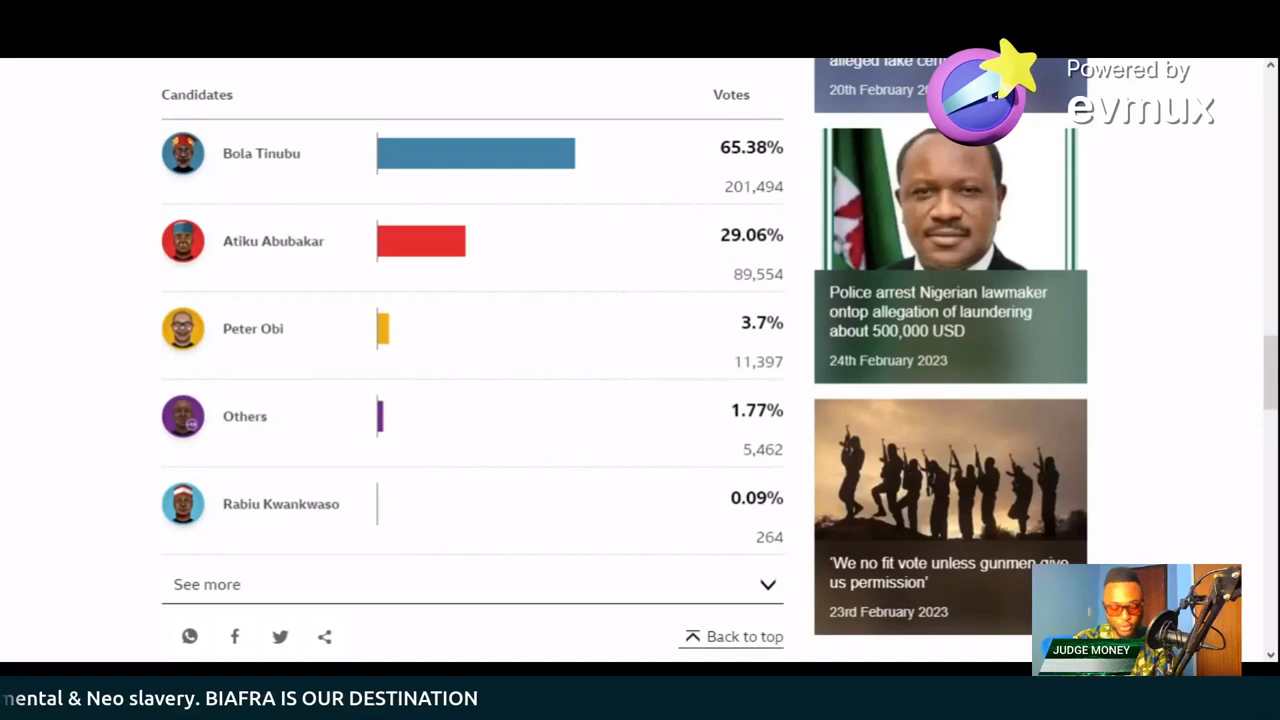 alleged fake
20th February
Powered by
evmux
Candidates
Votes
Bola Tinubu
65.38%
201,494
Atiku Abubakar
29.06%
89,554
Peter Obi
3.7%
11,397
Others
1.77%
5,462
Rabiu Kwankwaso
0.09%
264
See more
Back to top
Police arrest Nigerian lawmaker
ontop allegation of laundering
about 500,000 USD
24th February 2023
'We no fit vote unless gunmen give
us permission'
23rd February 2023
JUDGE MONEY
mental & Neo slavery. BIAFRA IS OUR DESTINATION